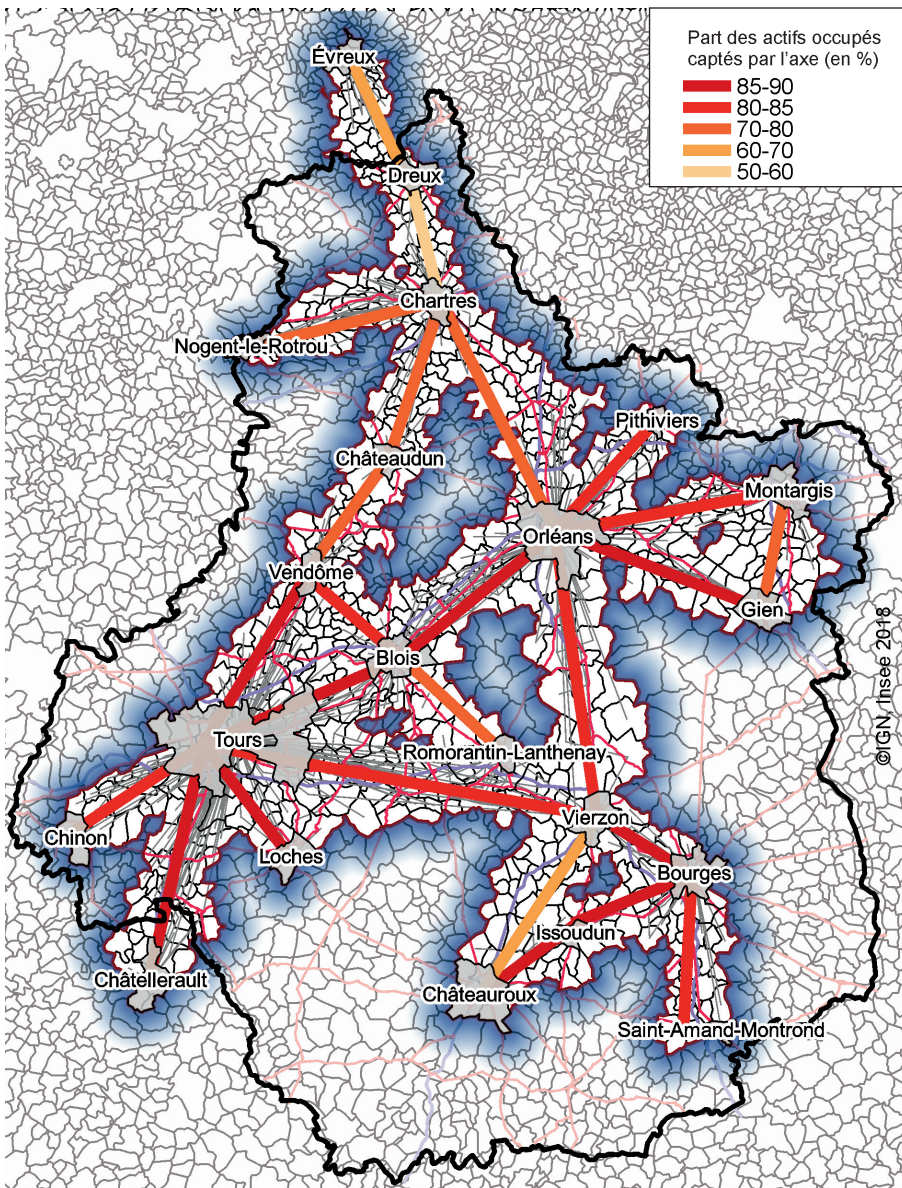 Part des actifs occupés
captés par l'axe (en %)
85-90
80-85
70-80
60-70
50-60
Évreux
Dreux
Chartres
Nogent-le-Rotrou
Pithiviers
Châteaudun
Montargis
Orléans
Vendôme
Gien
Blois
Tours
Romorantin-Lanthenay
Vierzon
Chinon
Loches
Bourges
Issoudun
Châtellerault
Châteauroux
Saint-Amand-Montrond
©IGN, Insee 2018